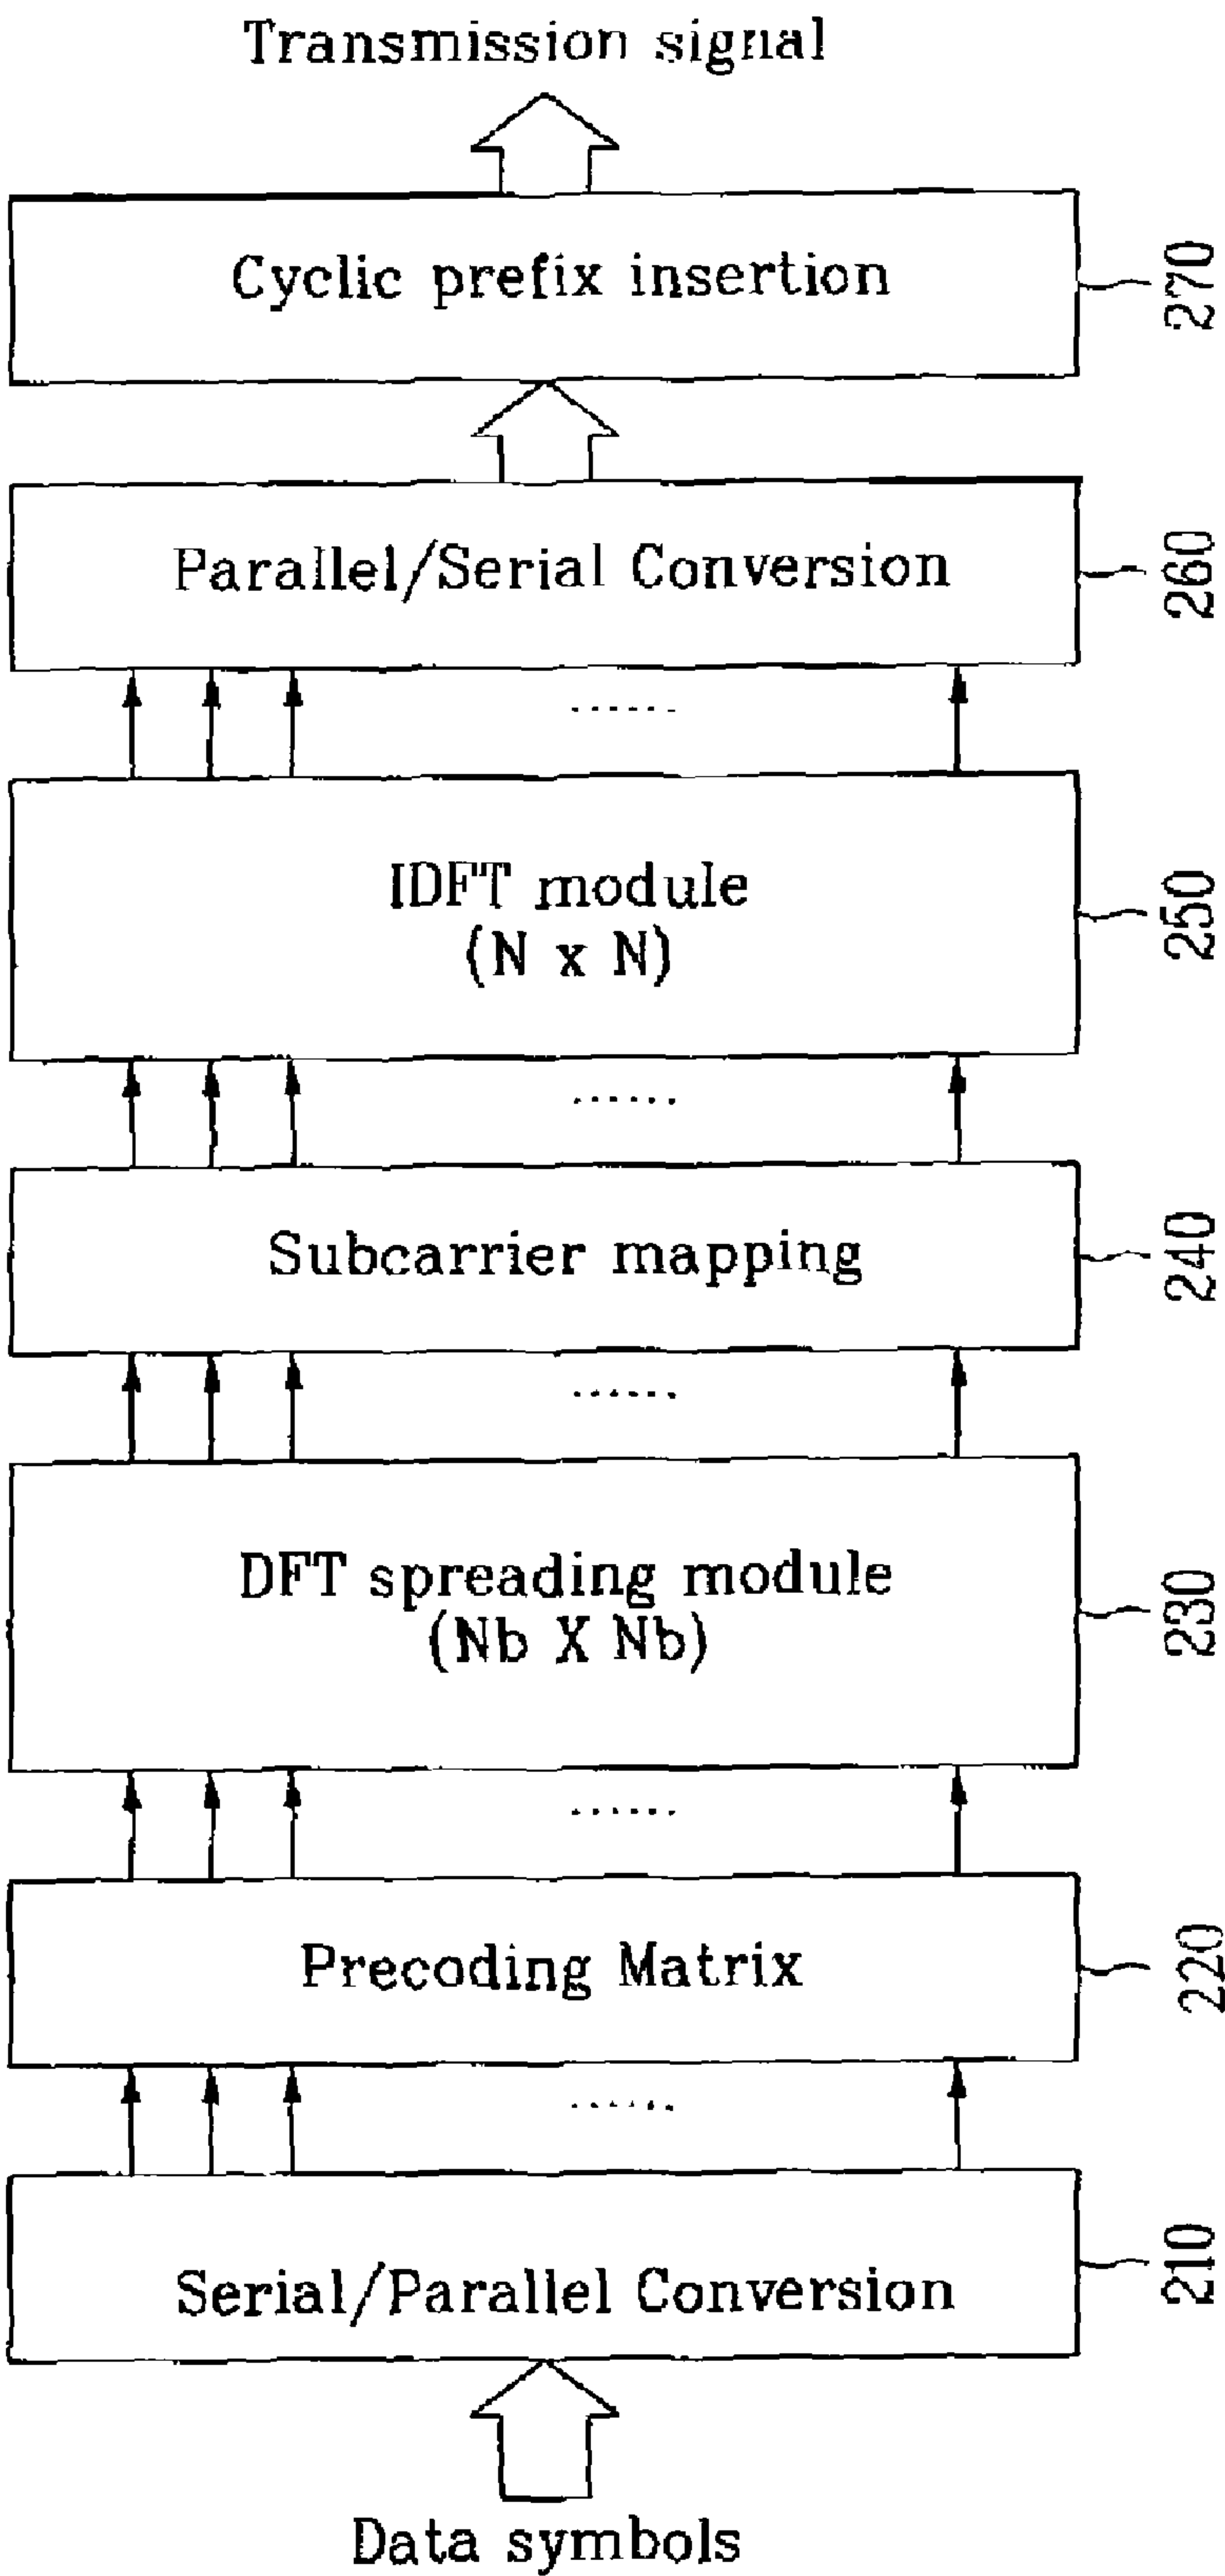 Transmission signal
Cyclic prefix insertion
270
Parallel/Serial Conversion
260
IDFT module
(N x N)
250
Subcarrier mapping
240
DFT spreading module
(Nb X Nb)
230
Precoding Matrix
220
Serial/Parallel Conversion
210
Data symbols